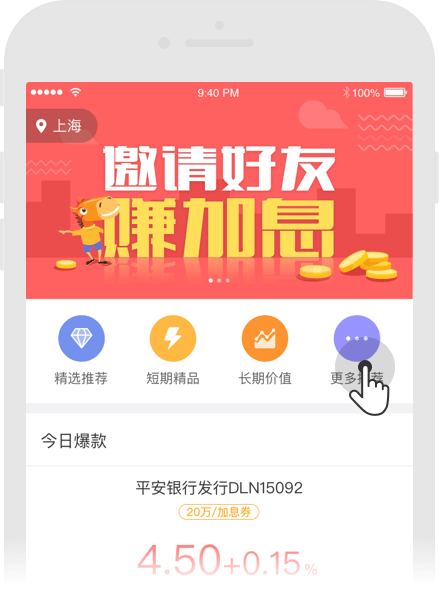 9:40 PM
100%
上海
邀请好友
赚加息
精选推荐
短期精品
长期价值
更多推荐
今日爆款
平安银行发行DLN15092
20万/加息券
4.50+0.15%